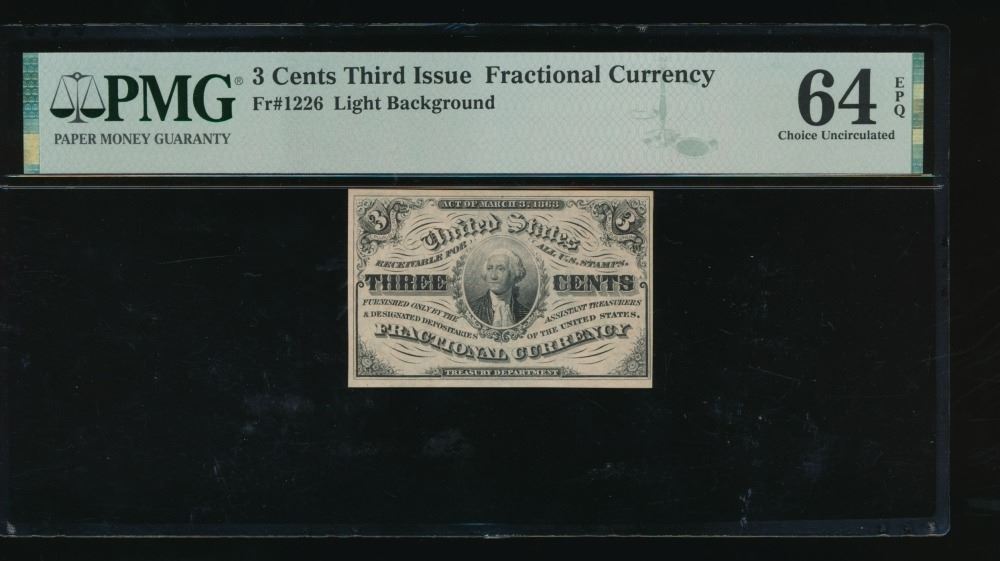 PMG®
PAPER MONEY GUARANTY
3 Cents Third Issue Fractional Currency
Fr#1226 Light Background
64
EPQ
Choice Uncirculated
ACT OF MARCH 3, 1863
3 3
United States
RECEIVABLE FOR ALL U.S. STAMPS.
THREE CENTS
FURNISHED ONLY BY THE ASSISTANT TREASURERS
& DESIGNATED DEPOSITARIES OF THE UNITED STATES.
FRACTIONAL CURRENCY
TREASURY DEPARTMENT